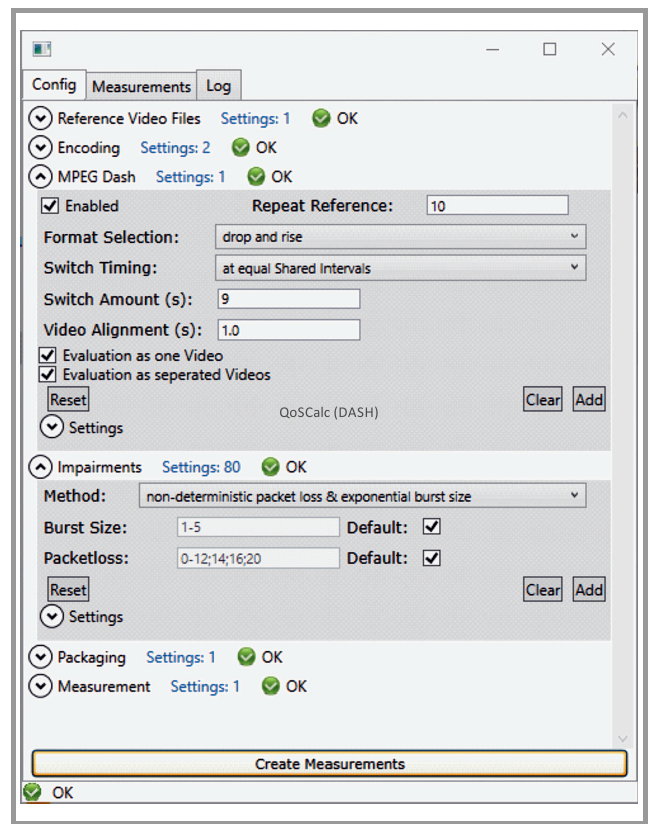 Config Measurements Log
Reference Video Files Settings: 1 OK
Encoding Settings: 2 OK
MPEG Dash Settings: 1 OK
Enabled Repeat Reference: 10
Format Selection: drop and rise
Switch Timing: at equal Shared Intervals
Switch Amount (s): 9
Video Alignment (s): 1.0
Evaluation as one Video
Evaluation as seperated Videos
Reset Clear Add
QoSCalc (DASH)
Settings
Impairments Settings: 80 OK
Method: non-deterministic packet loss & exponential burst size
Burst Size: 1-5 Default:
Packetloss: 0-12;14;16;20 Default:
Reset Clear Add
Settings
Packaging Settings: 1 OK
Measurement Settings: 1 OK
Create Measurements
OK